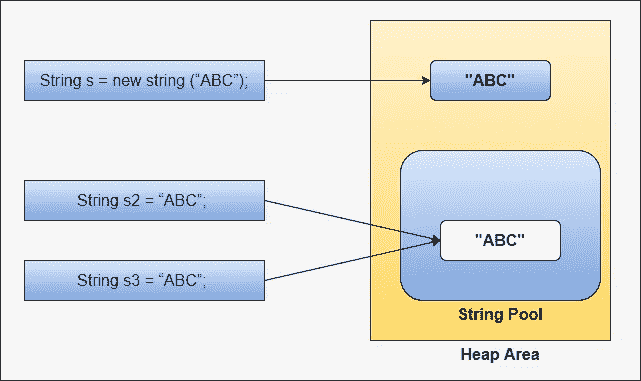 String s = new string (“ABC”);
"ABC"
String s2 = “ABC”;
"ABC"
String s3 = “ABC”;
String Pool
Heap Area